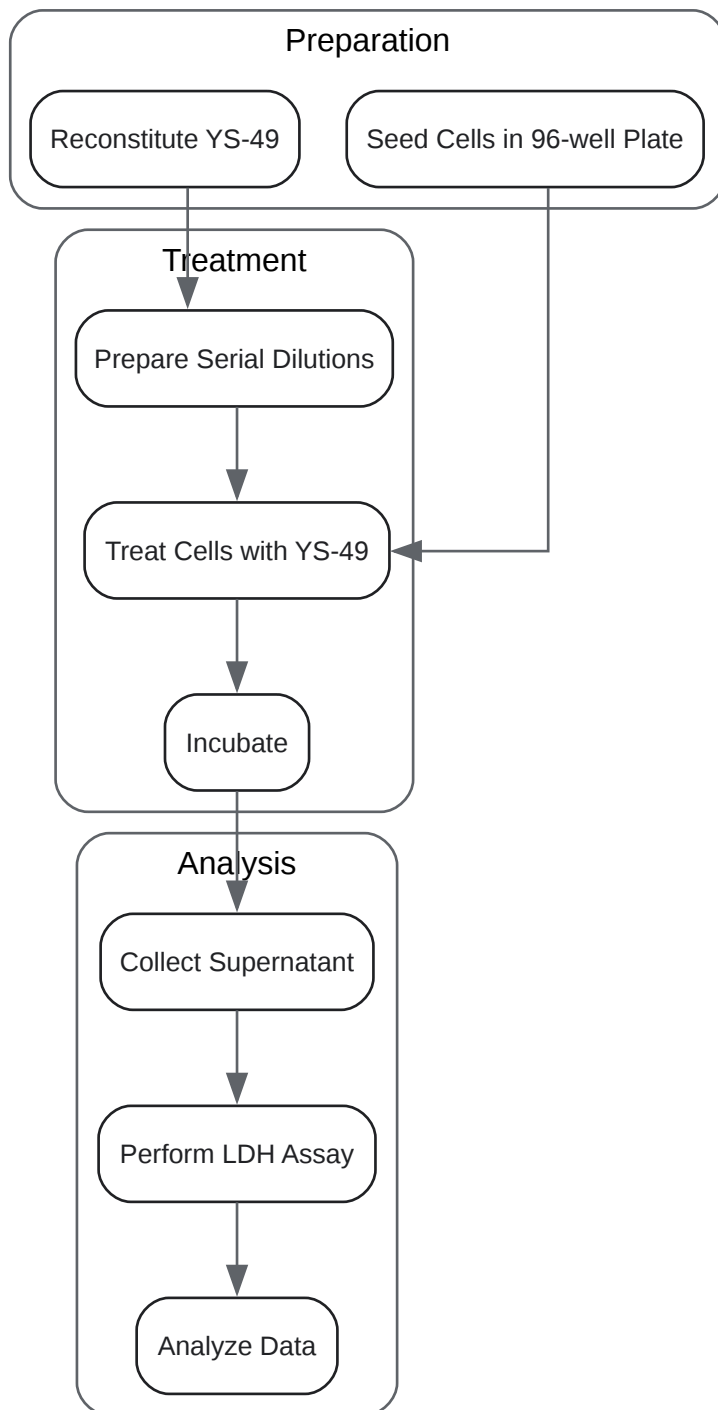 Preparation
Reconstitute YS-49
Seed Cells in 96-well Plate
Treatment
Prepare Serial Dilutions
Treat Cells with YS-49
Incubate
Analysis
Collect Supernatant
Perform LDH Assay
Analyze Data